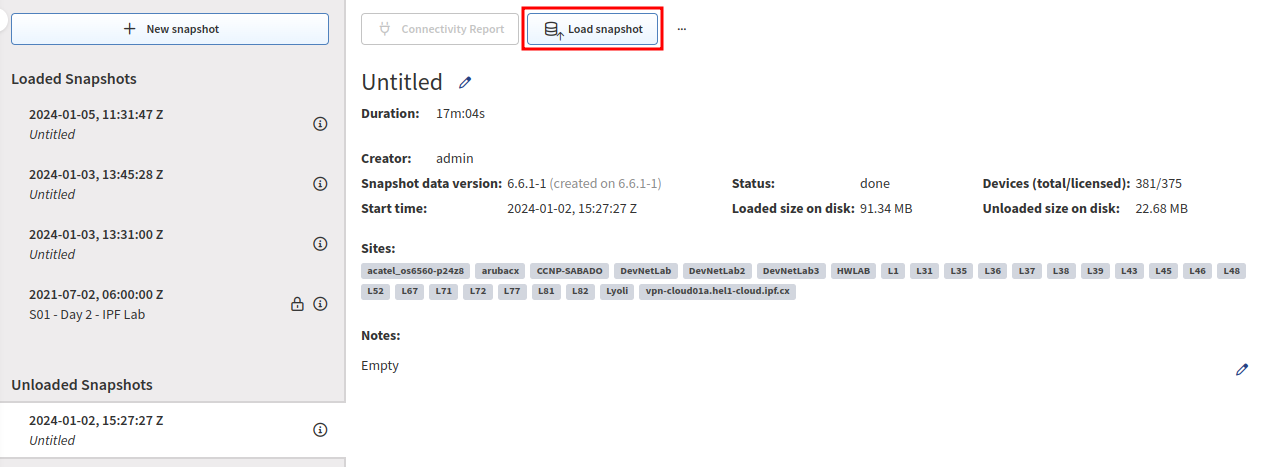 New snapshot
Loaded Snapshots
2024-01-05, 11:31:47 Z
Untitled
2024-01-03, 13:45:28 Z
Untitled
2024-01-03, 13:31:00 Z
Untitled
2021-07-02, 06:00:00 Z
S01 - Day 2 - IPF Lab
Unloaded Snapshots
2024-01-02, 15:27:27 Z
Untitled
Connectivity Report Load snapshot ...
Untitled
Duration: 17m:04s
Creator: admin
Snapshot data version: 6.6.1-1 (created on 6.6.1-1) Status: done Devices (total/licensed): 381/375
Start time: 2024-01-02, 15:27:27 Z Loaded size on disk: 91.34 MB Unloaded size on disk: 22.68 MB
Sites:
acatel_os6560-p24z8 arubacx CCNP-SABADO DevNetLab DevNetLab2 DevNetLab3 HWLAB L1 L31 L35 L36 L37 L38 L39 L43 L45 L46 L48
L52 L67 L71 L72 L77 L81 L82 Lyoli vpn-cloud01a.hel1-cloud.ipf.cx
Notes:
Empty